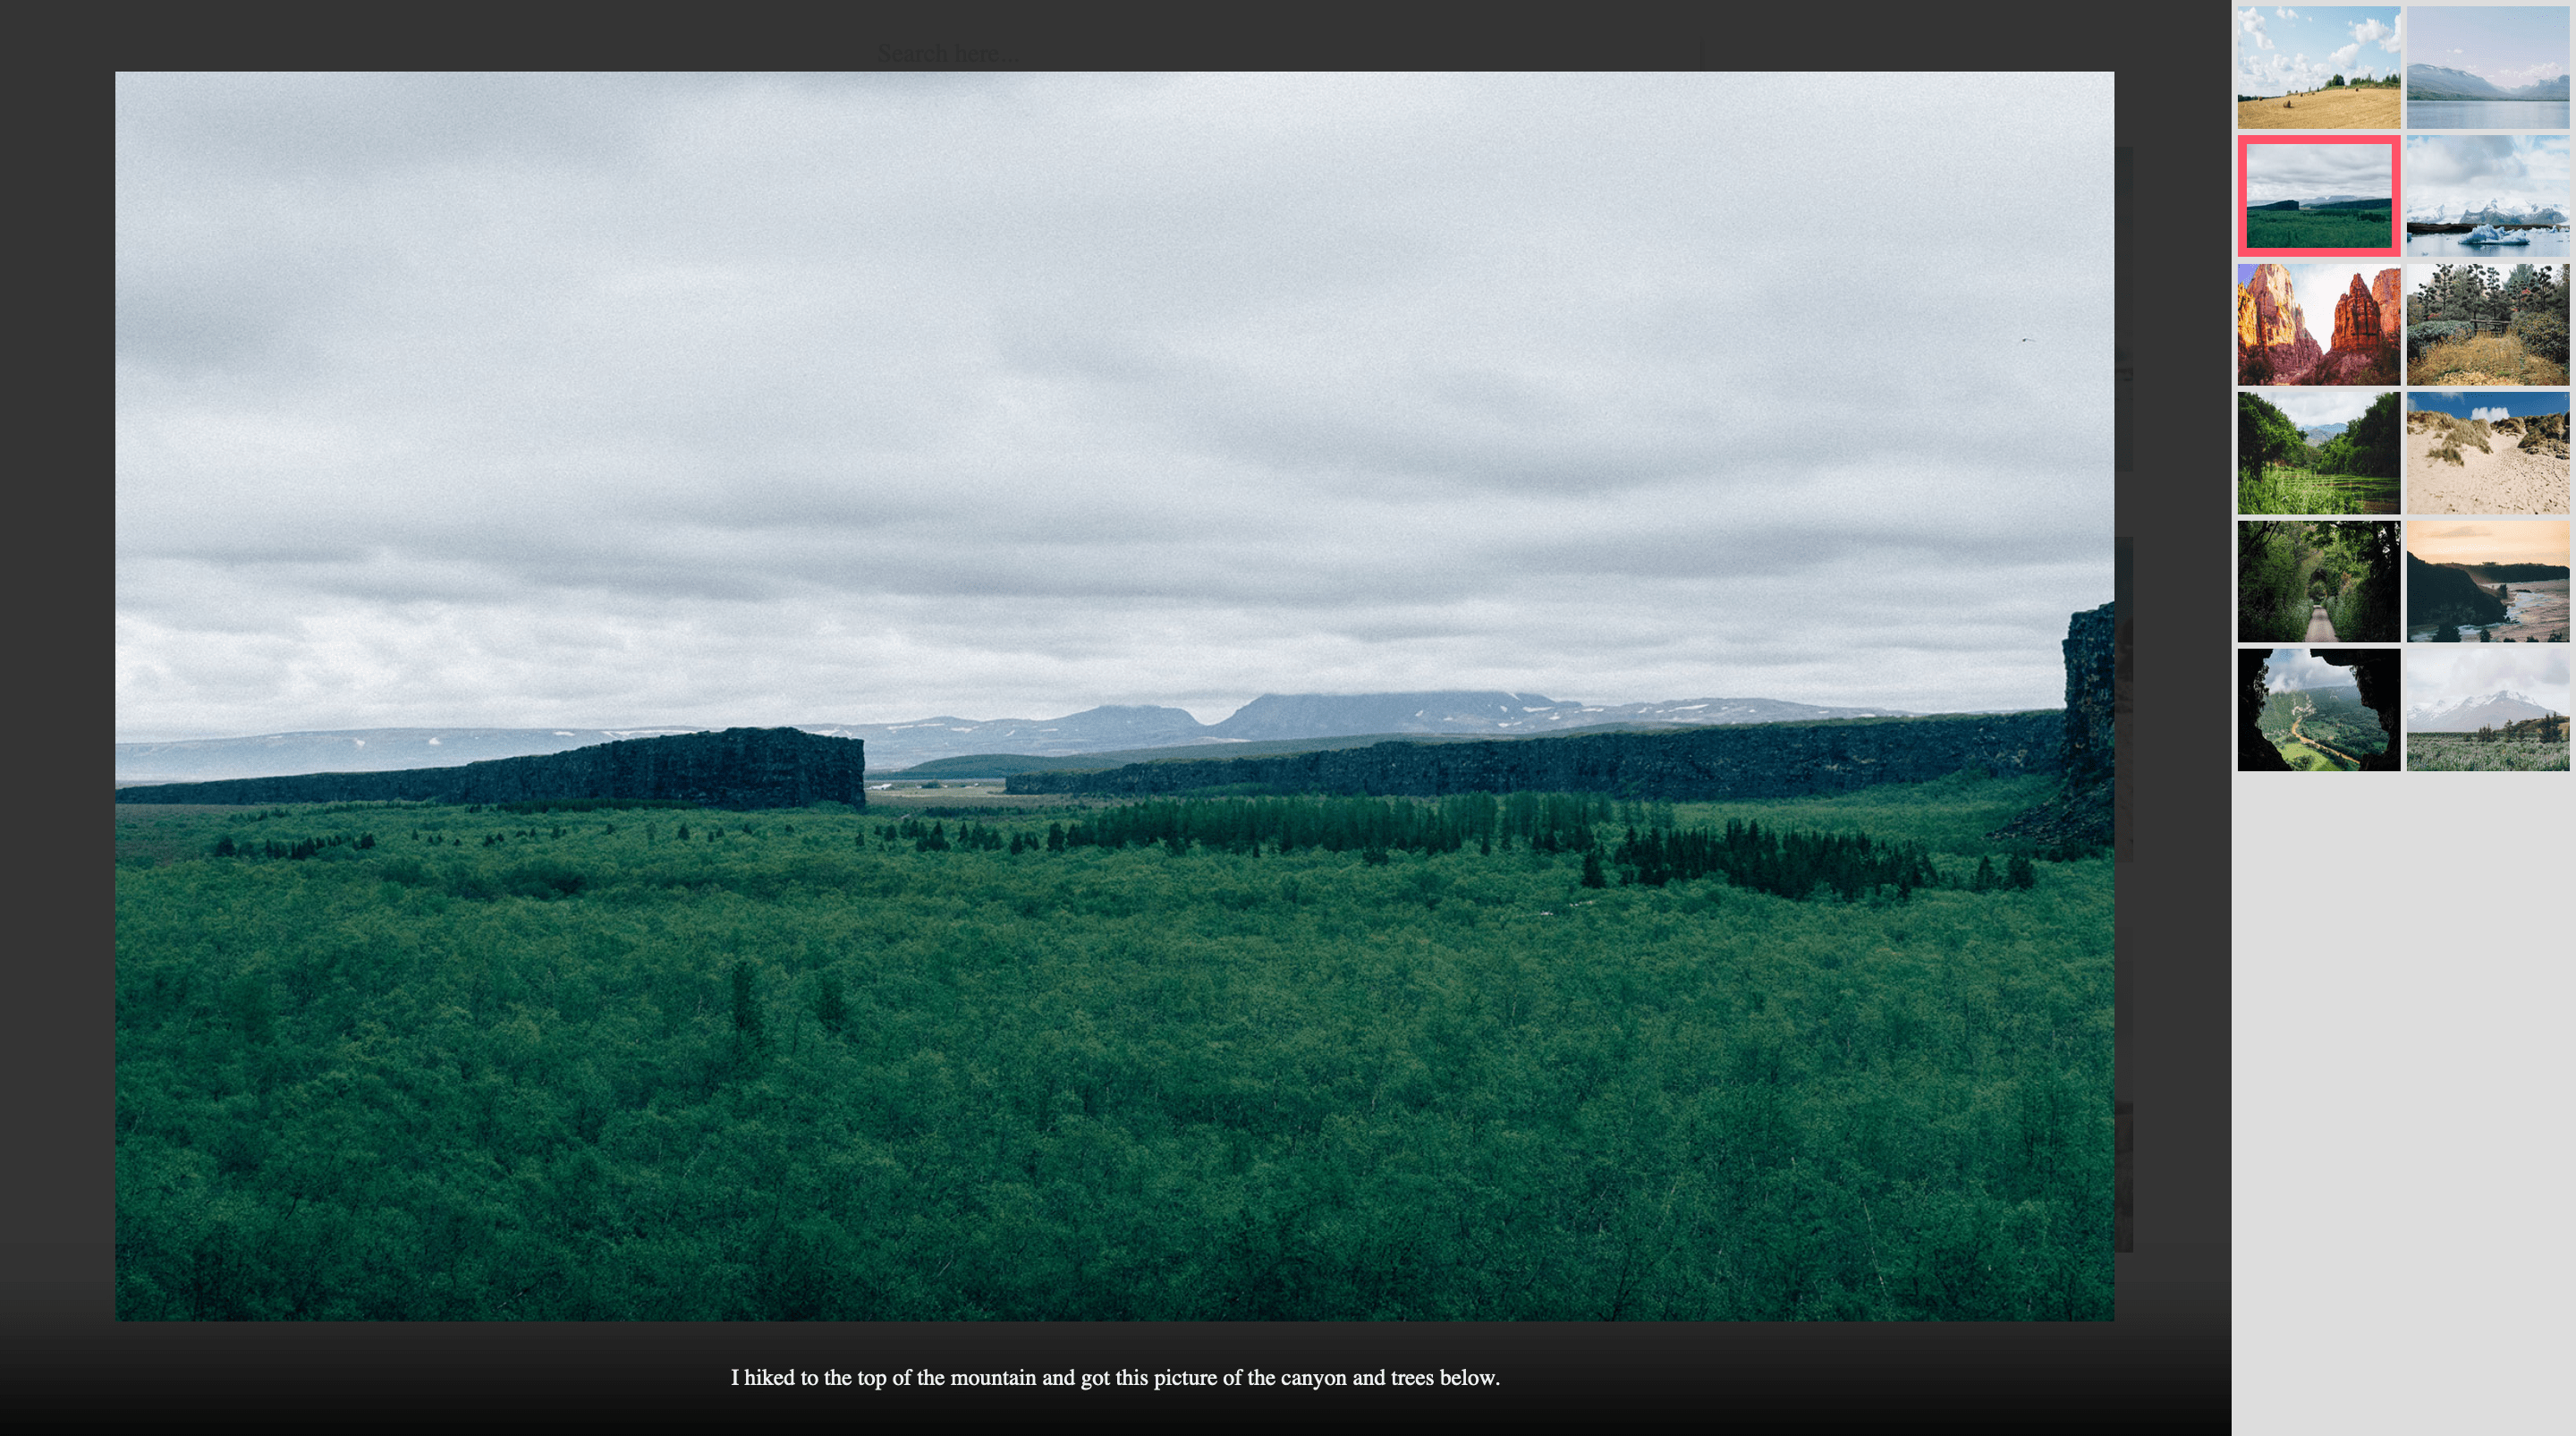 Search here...
I hiked to the top of the mountain and got this picture of the canyon and trees below.